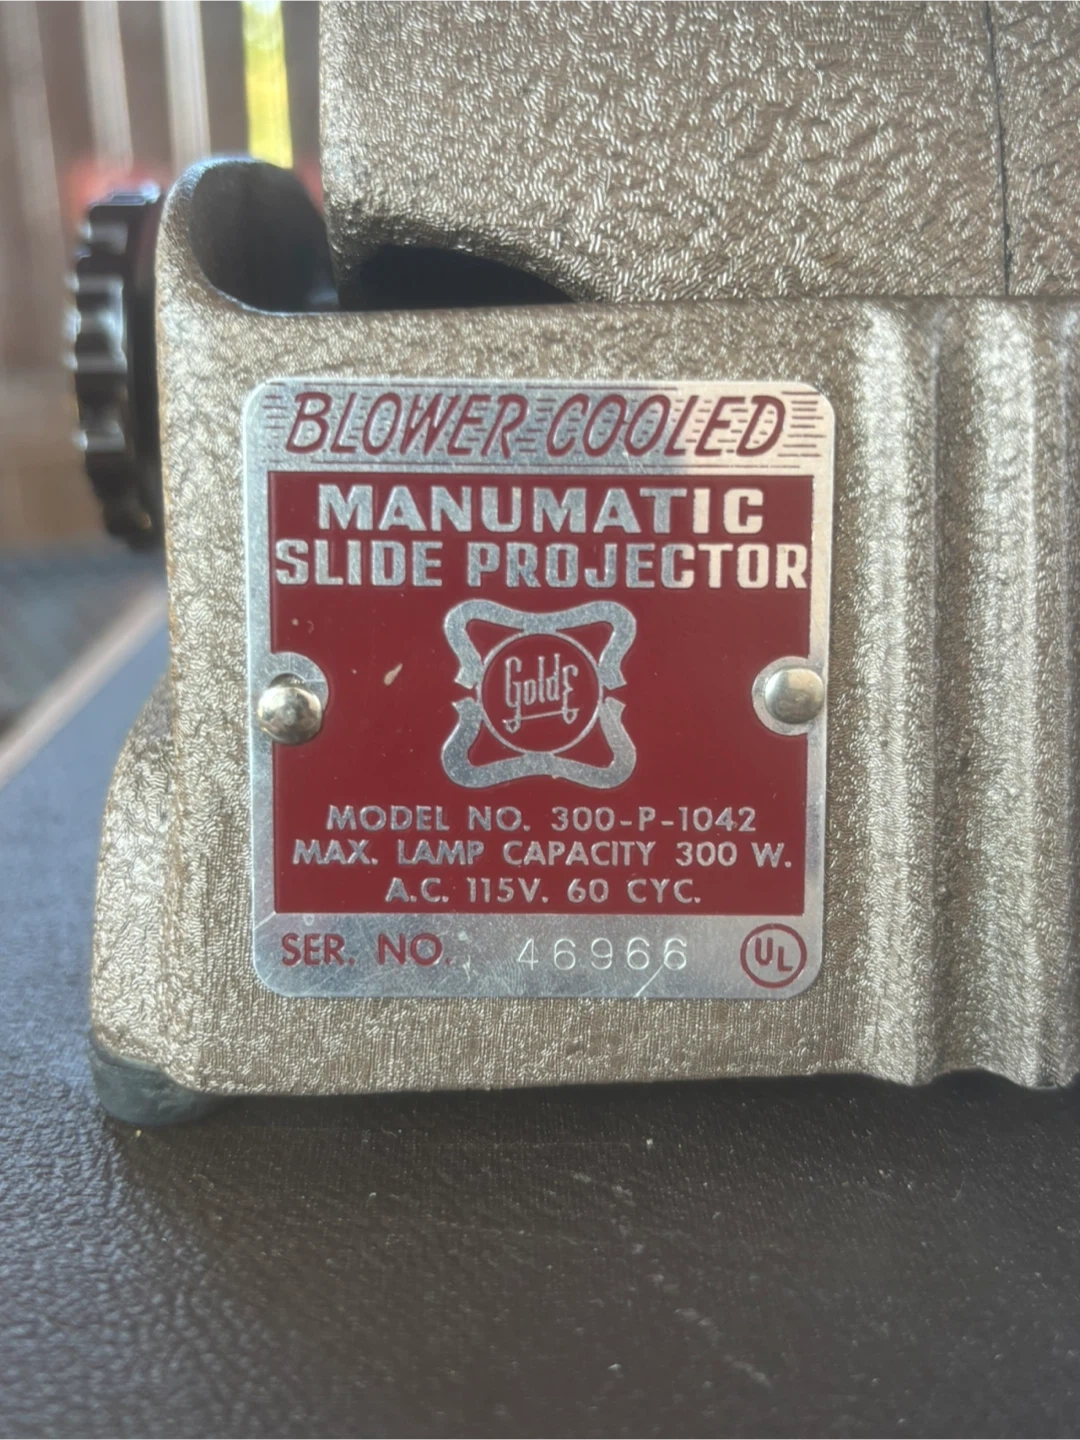 BLOWER COOLED
MANUMATIC
SLIDE PROJECTOR
GoldE
MODEL NO. 300-P-1042
MAX. LAMP CAPACITY 300 W.
A.C. 115V. 60 CYC.
SER. NO. 46966 UL